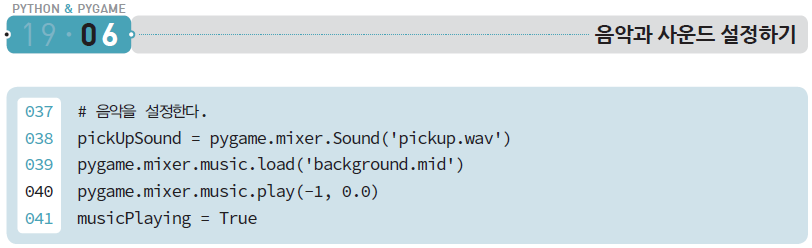 PYTHON & PYGAME
19 · 06 음악과 사운드 설정하기
037 # 음악을 설정한다.
038 pickUpSound = pygame.mixer.Sound('pickup.wav')
039 pygame.mixer.music.load('background.mid')
040 pygame.mixer.music.play(-1, 0.0)
041 musicPlaying = True